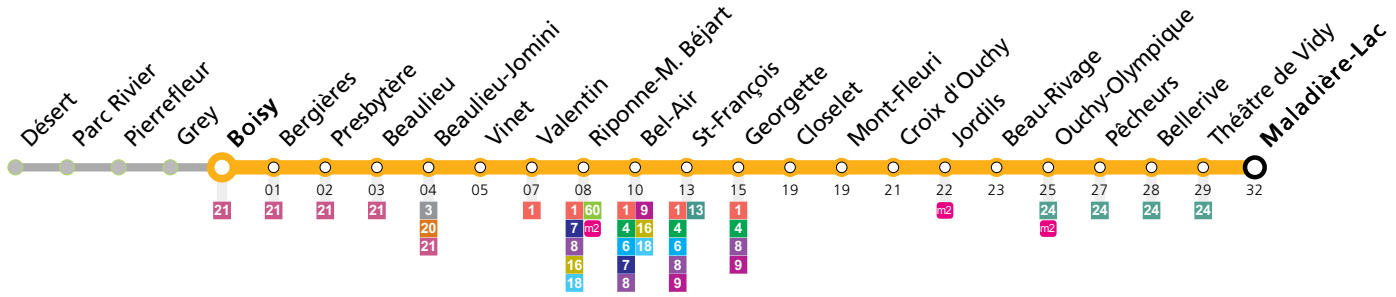 Désert
Parc Rivier
Pierrefleur
Grey
Boisy
Bergières
Presbytère
Beaulieu
Beaulieu-Jomini
Vinet
Valentin
Riponne-M. Béjart
Bel-Air
St-François
Georgette
Closelet
Mont-Fleuri
Croix d'Ouchy
Jordils
Beau-Rivage
Ouchy-Olympique
Pêcheurs
Bellerive
Théâtre de Vidy
Maladière-Lac
01 02 03 04 05 07 08 10 13 15 19 19 21 22 23 25 27 28 29 32
21 21 21 21 3 1 1 60 1 9 1 13 1 m2 24 24 24 24
20 7 m2 4 16 4 4 m2
21 8 6 18 6 8
16 7 8 9
18 8 9